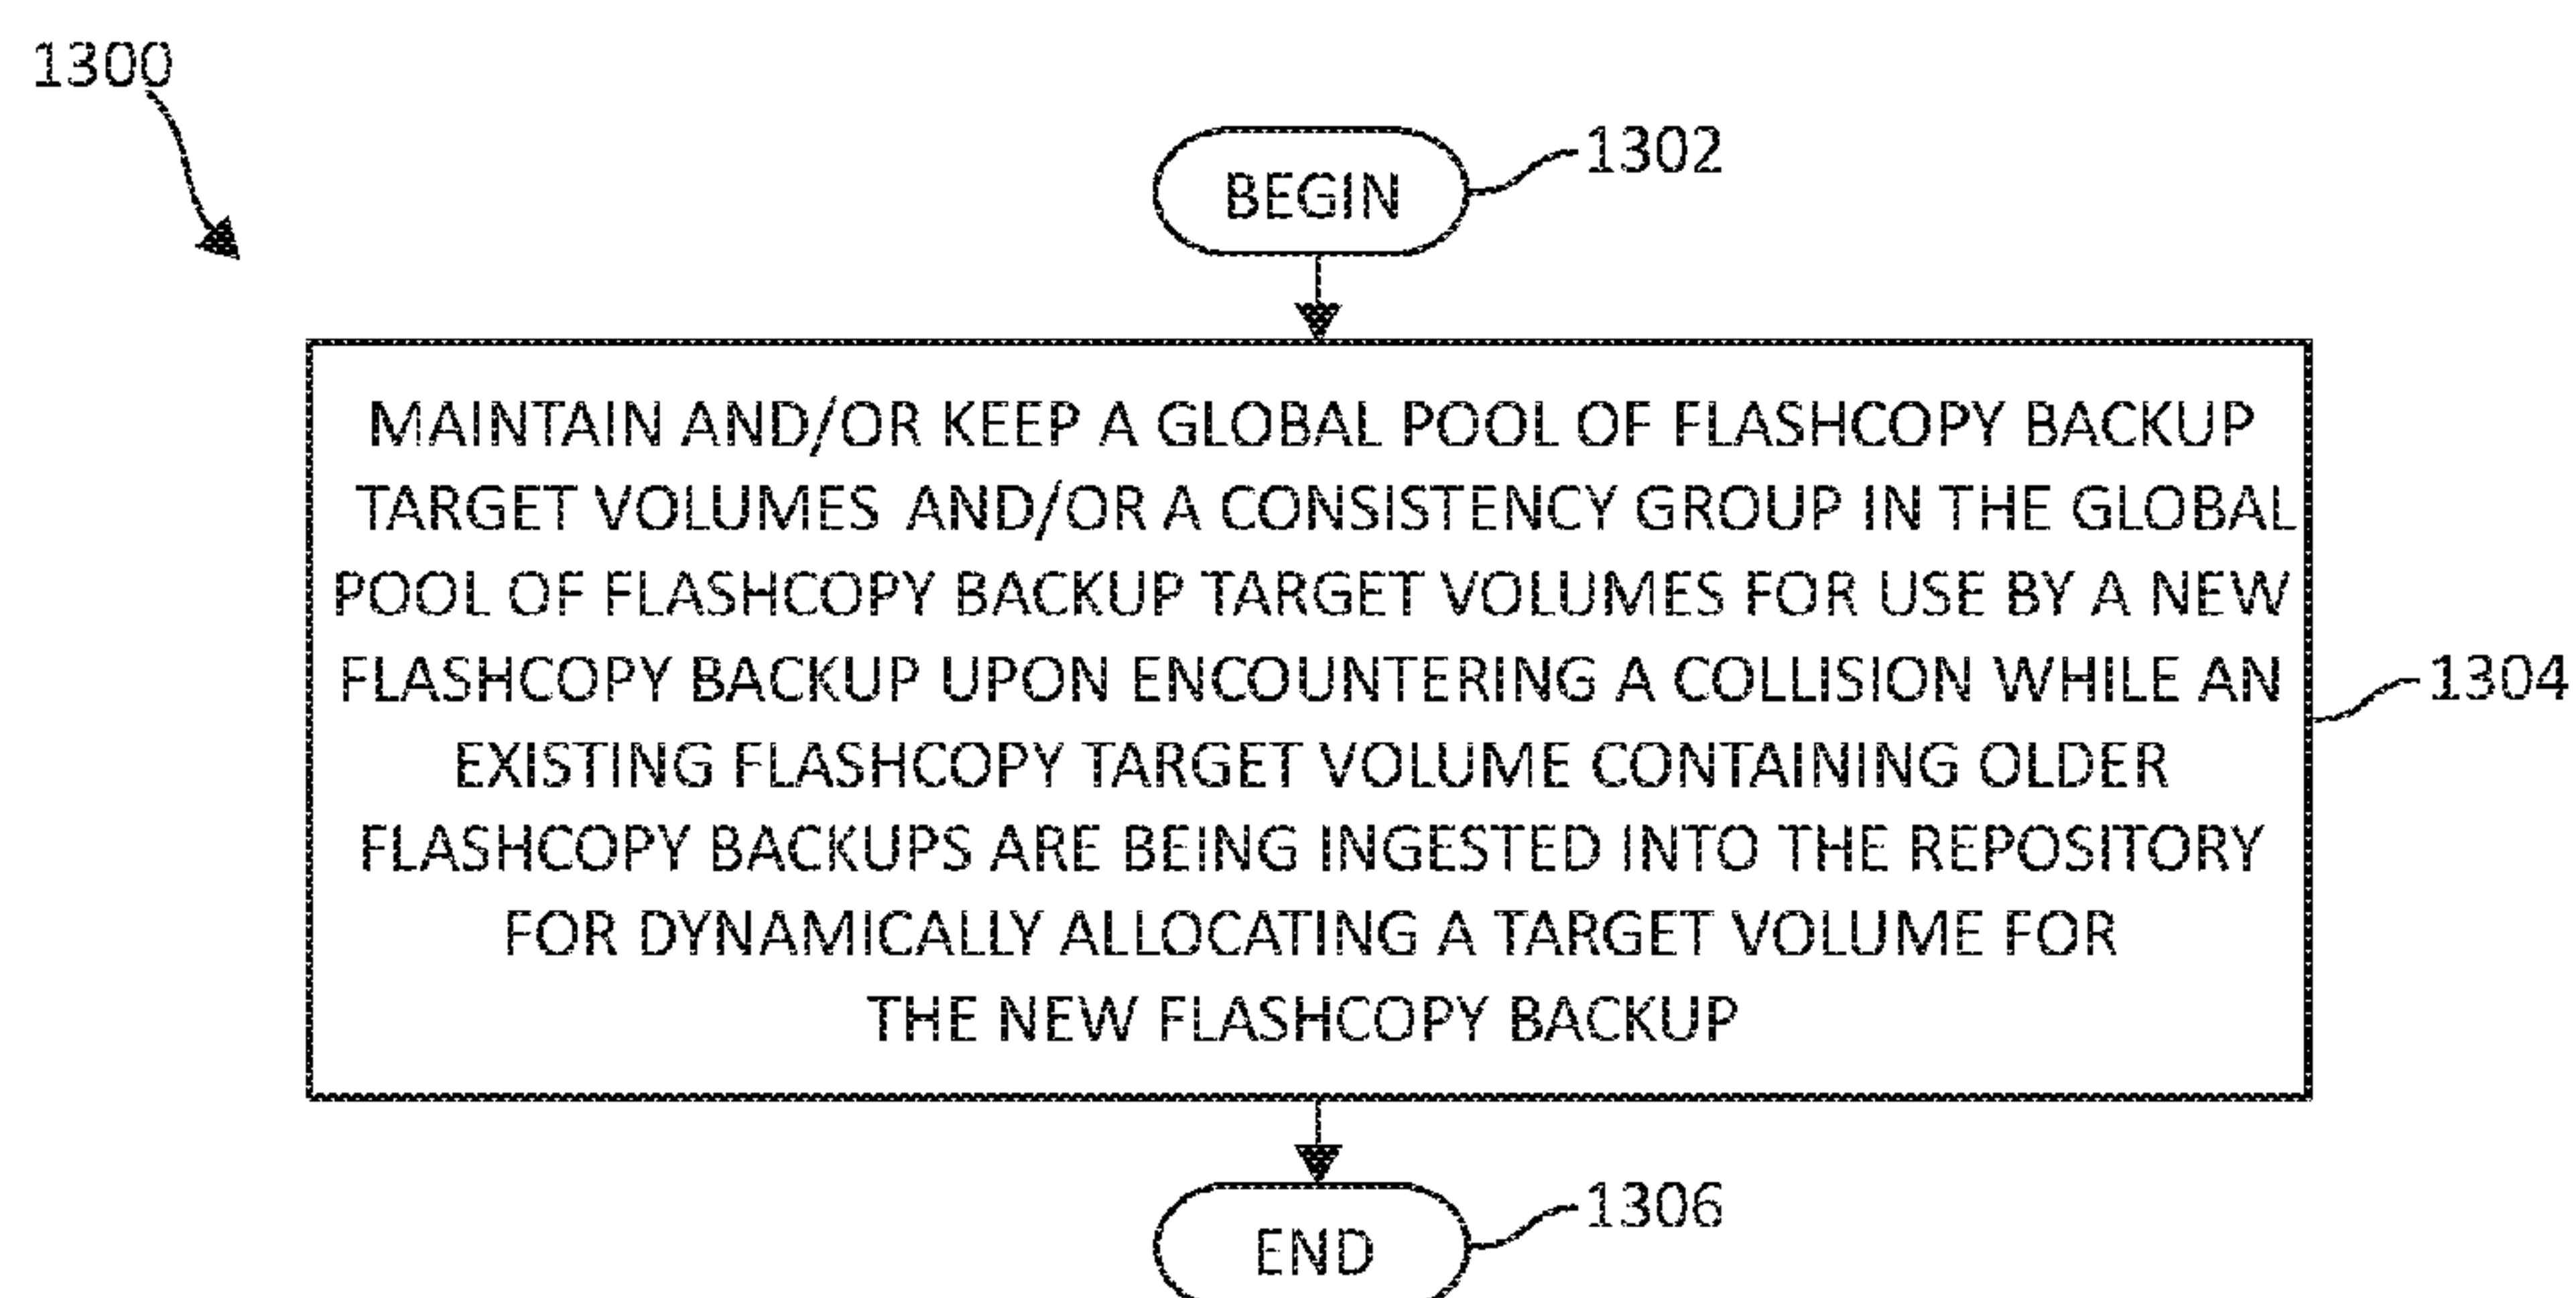 1300
BEGIN
1302
MAINTAIN AND/OR KEEP A GLOBAL POOL OF FLASHCOPY BACKUP
TARGET VOLUMES AND/OR A CONSISTENCY GROUP IN THE GLOBAL
POOL OF FLASHCOPY BACKUP TARGET VOLUMES FOR USE BY A NEW
FLASHCOPY BACKUP UPON ENCOUNTERING A COLLISION WHILE AN
EXISTING FLASHCOPY TARGET VOLUME CONTAINING OLDER
FLASHCOPY BACKUPS ARE BEING INGESTED INTO THE REPOSITORY
FOR DYNAMICALLY ALLOCATING A TARGET VOLUME FOR
THE NEW FLASHCOPY BACKUP
1304
END
1306